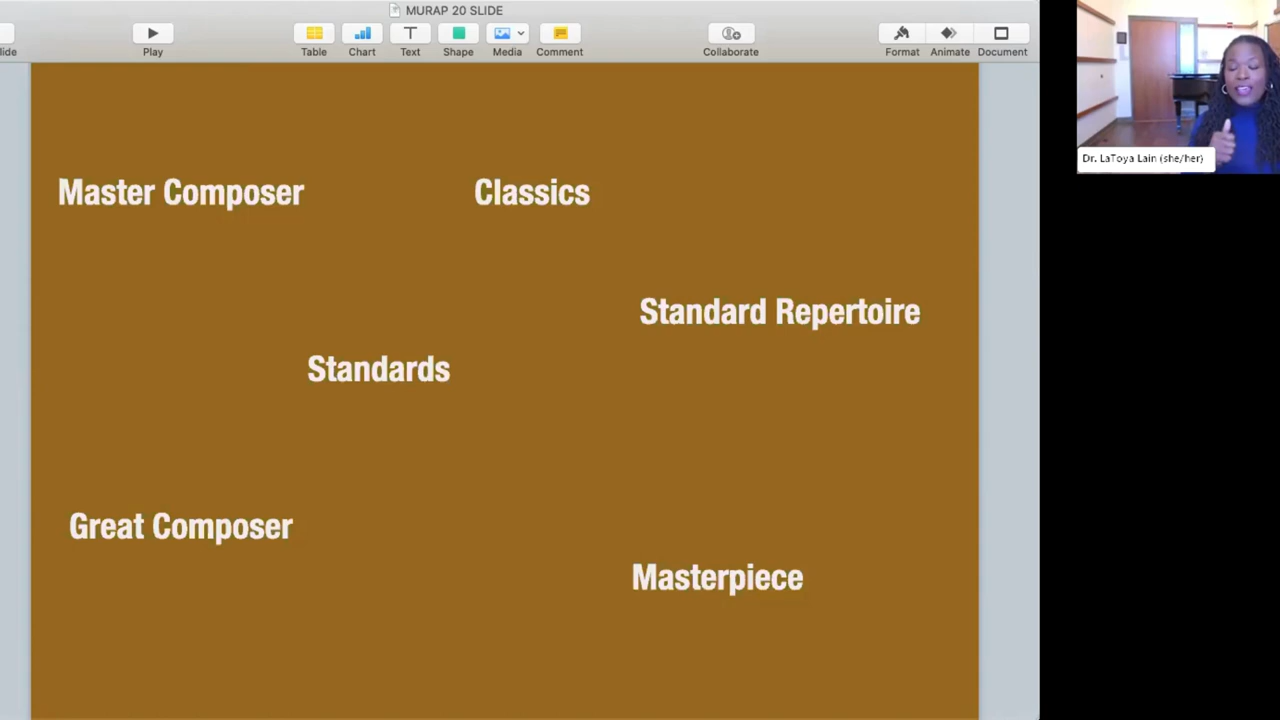 MURAP 20 SLIDE
lide
Play
Table
Chart
Text
Shape
Media
Comment
Collaborate
Format
Animate
Document
Dr. LaToya Lain (she/her)
Master Composer
Classics
Standard Repertoire
Standards
Great Composer
Masterpiece